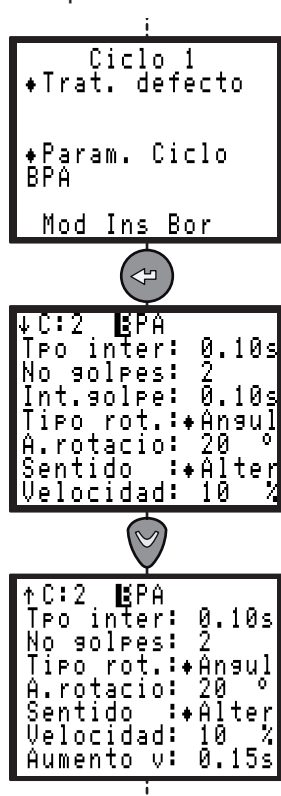 Ciclo 1
♦Trat. defecto
♦Param. Ciclo
BPA
Mod Ins Bor
↓C:2 BPA
Tpo inter: 0.10s
No golpes: 2
Int.golpe: 0.10s
Tipo rot.:♦Angul
A.rotacio: 20 °
Sentido :♦Alter
Velocidad: 10 %
↑C:2 BPA
Tpo inter: 0.10s
No golpes: 2
Tipo rot.:♦Angul
A.rotacio: 20 °
Sentido :♦Alter
Velocidad: 10 %
Aumento v: 0.15s